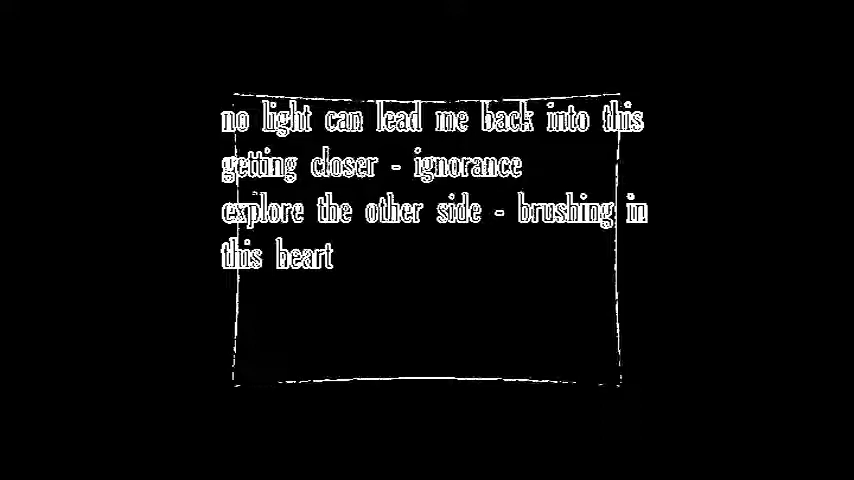 no light can lead me back into this
getting closer - ignorance
explore the other side - brushing in
this heart